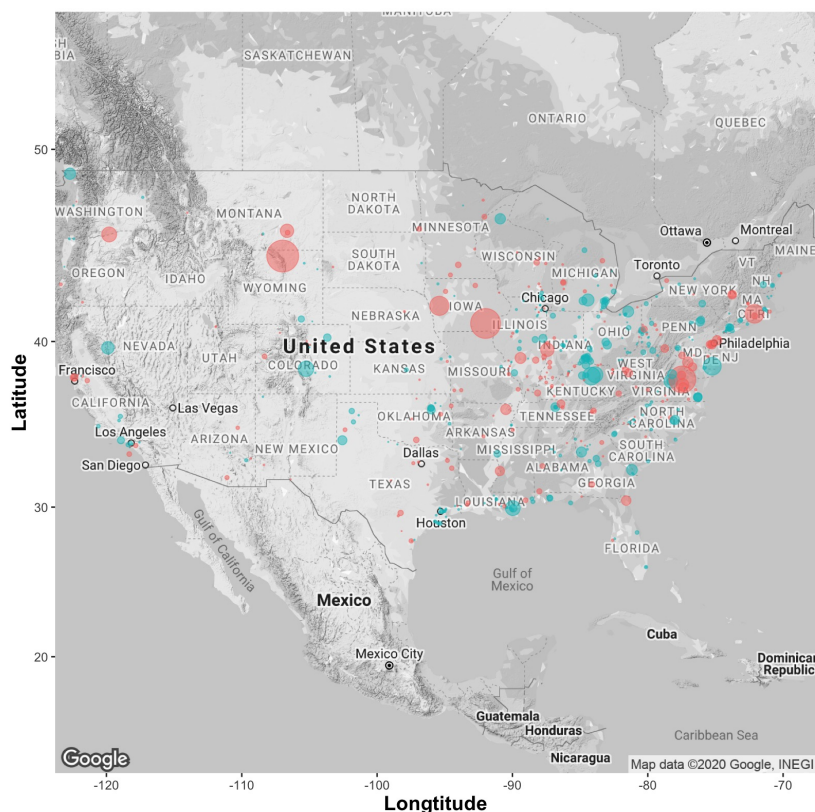 MANITOBA
SH
BIA
SASKATCHEWAN
ONTARIO
QUEBEC
50
WASHINGTON
MONTANA
NORTH
DAKOTA
MINNESOTA
Ottawa
Montreal
MAINE
OREGON
IDAHO
SOUTH
DAKOTA
WISCONSIN
MICHIGAN
Toronto
VT
NH
WYOMING
NEW YORK
MA
CT RI
Chicago
IOWA
NEBRASKA
ILLINOIS
INDIANA
OHIO
PENN
Philadelphia
40
NEVADA
UTAH
United States
COLORADO
KANSAS
MISSOURI
WEST
VIRGINIA
MD
DE
NJ
Francisco
KENTUCKY
VIRGINIA
CALIFORNIA
Las Vegas
OKLAHOMA
TENNESSEE
NORTH
CAROLINA
Los Angeles
ARIZONA
NEW MEXICO
ARKANSAS
Dallas
MISSISSIPPI
SOUTH
CAROLINA
San Diego
ALABAMA
TEXAS
GEORGIA
30
LOUISIANA
Houston
Gulf of California
FLORIDA
Gulf of
Mexico
Mexico
Cuba
20
Mexico City
Dominican
Republic
Guatemala
Honduras
Caribbean Sea
Nicaragua
Google
Map data ©2020 Google, INEGI
-120
-110
-100
-90
-80
-70
Longtitude
Latitude